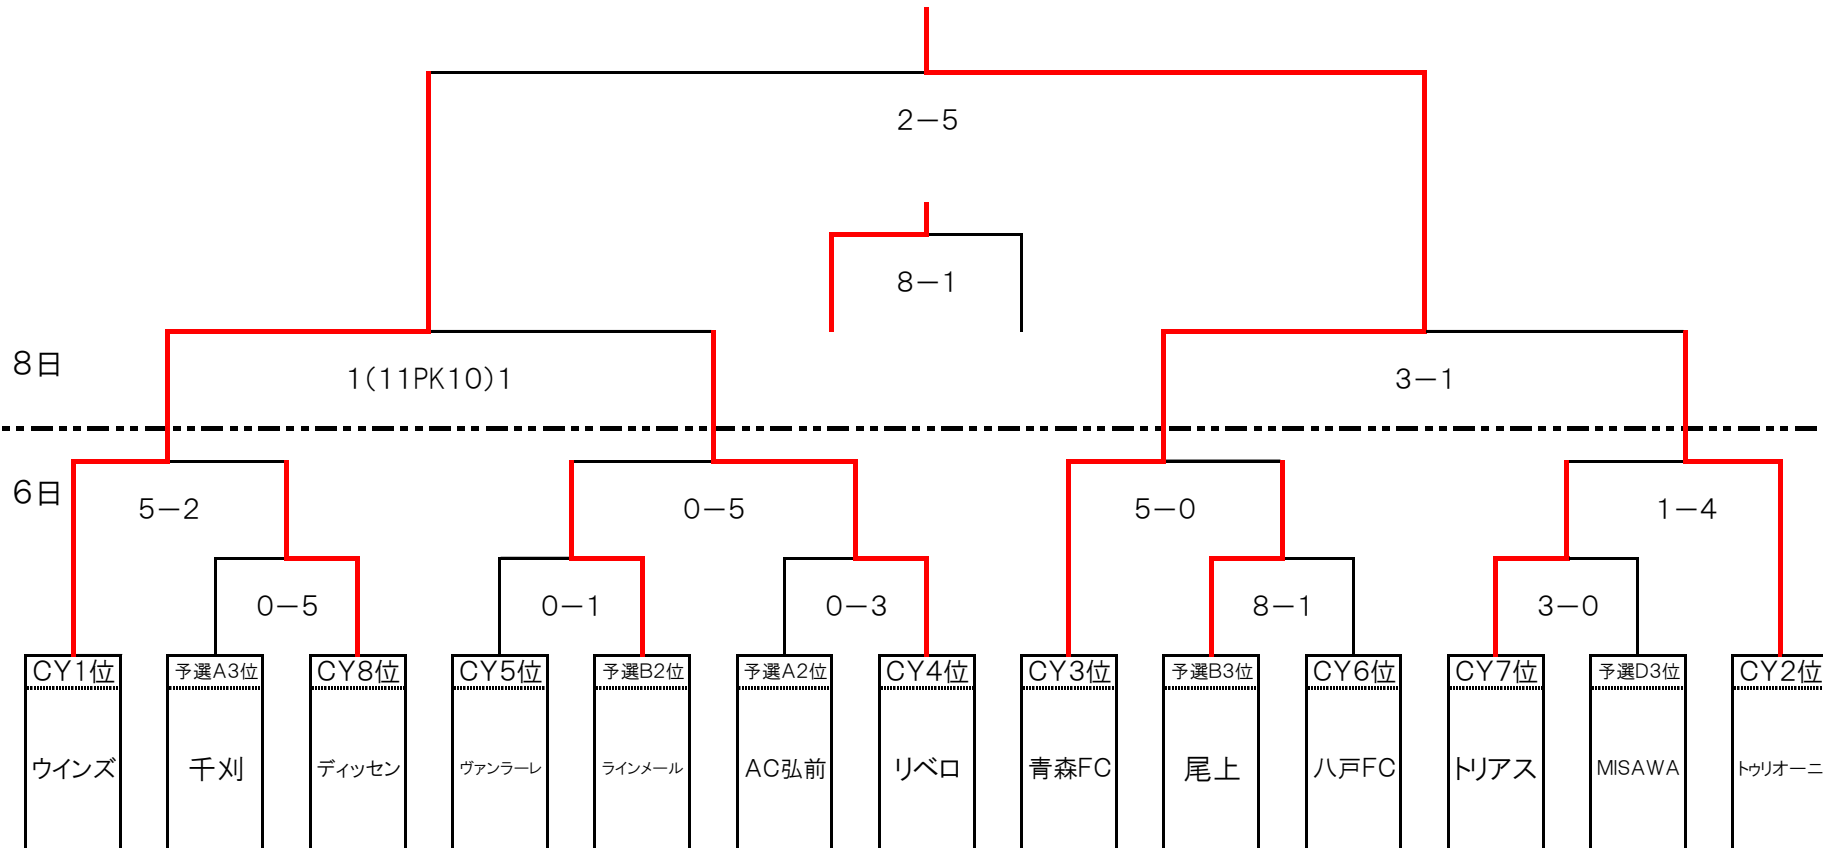 2－5
8－1
8日
1(11PK10)1
3－1
6日
5－2
0－5
5－0
1－4
0－5
0－1
0－3
8－1
3－0
CY1位
予選A3位
CY8位
CY5位
予選B2位
予選A2位
CY4位
CY3位
予選B3位
CY6位
CY7位
予選D3位
CY2位
ウインズ
千刈
ディッセン
ヴァンラーレ
ラインメール
AC弘前
リベロ
青森FC
尾上
八戸FC
トリアス
MISAWA
トゥリオーニ